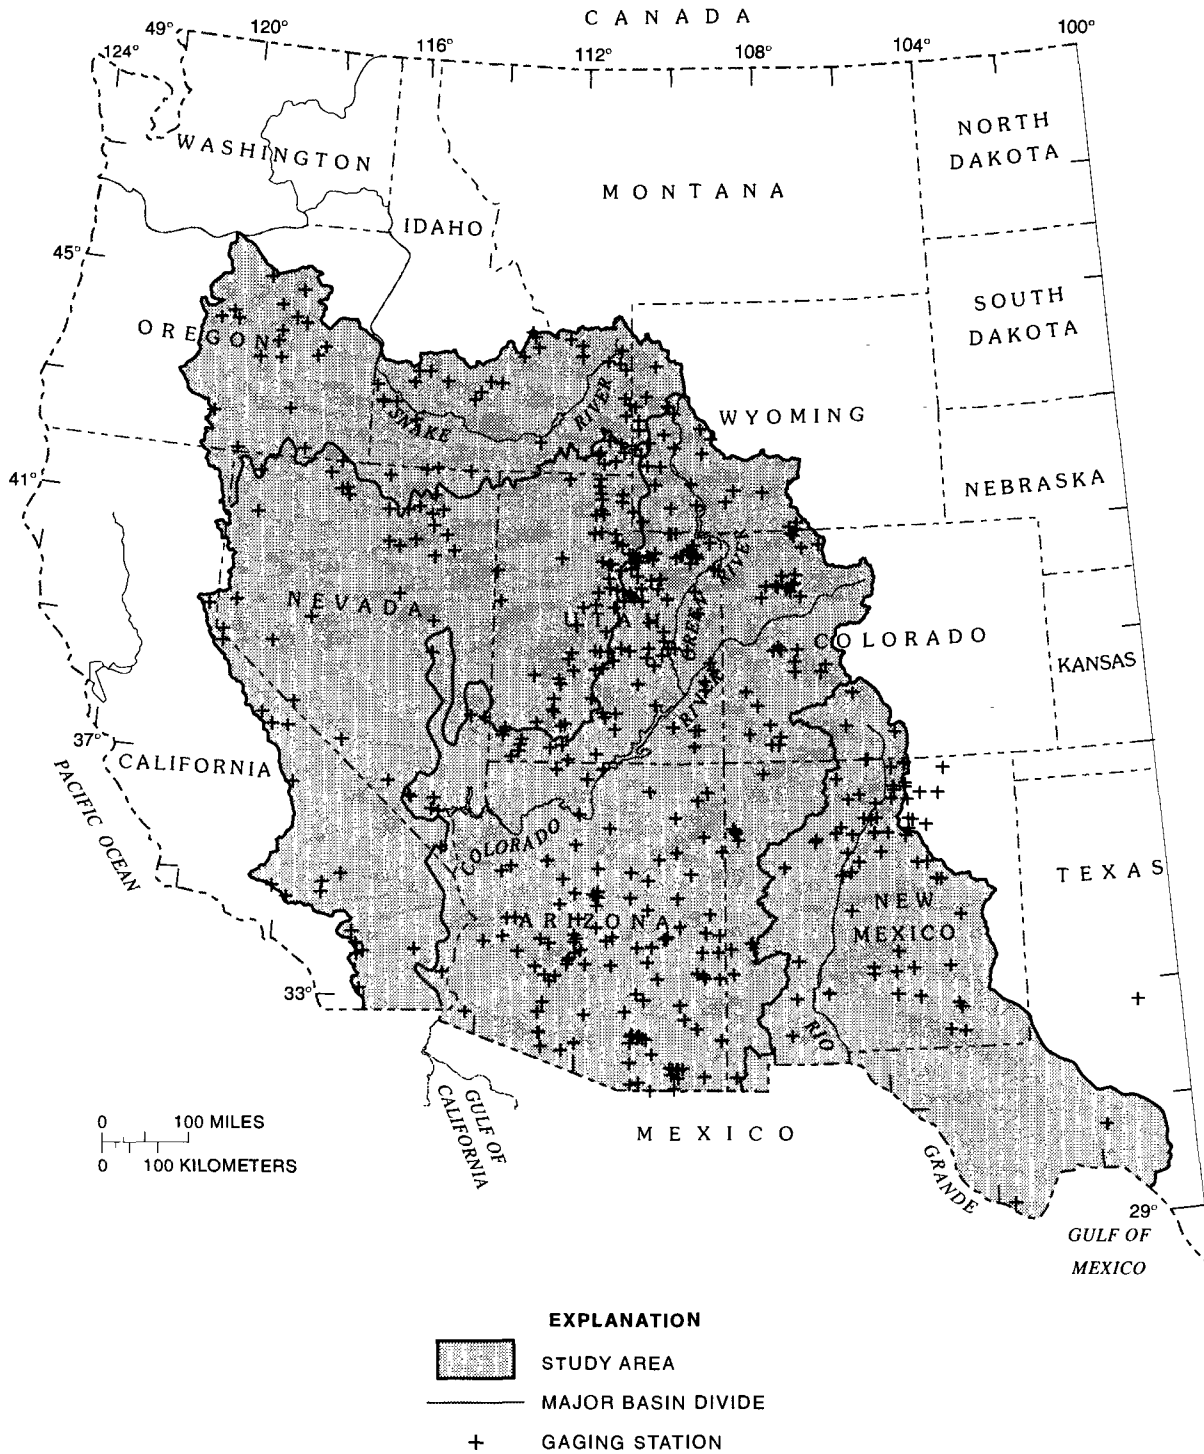 CANADA
49°
120°
124°
116°
112°
108°
104°
100°
WASHINGTON
NORTH
DAKOTA
MONTANA
IDAHO
45°
SOUTH
DAKOTA
OREGON
SNAKE
RIVER
WYOMING
41°
NEBRASKA
NEVADA
UTAH
GREEN
RIVER
COLORADO
KANSAS
RIVER
37°
CALIFORNIA
PACIFIC OCEAN
COLORADO
TEXAS
ARIZONA
NEW
MEXICO
33°
RIO
GULF OF
CALIFORNIA
0 100 MILES
0 100 KILOMETERS
MEXICO
GRANDE
29°
GULF OF
MEXICO
EXPLANATION
STUDY AREA
MAJOR BASIN DIVIDE
GAGING STATION